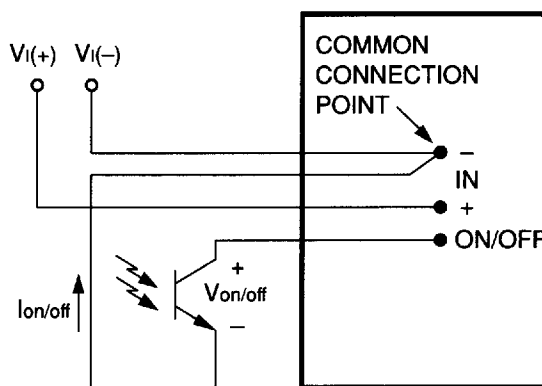 VI(+) VI(–)
COMMON
CONNECTION
POINT
–
IN
+
ON/OFF
+
Von/off
–
Ion/off